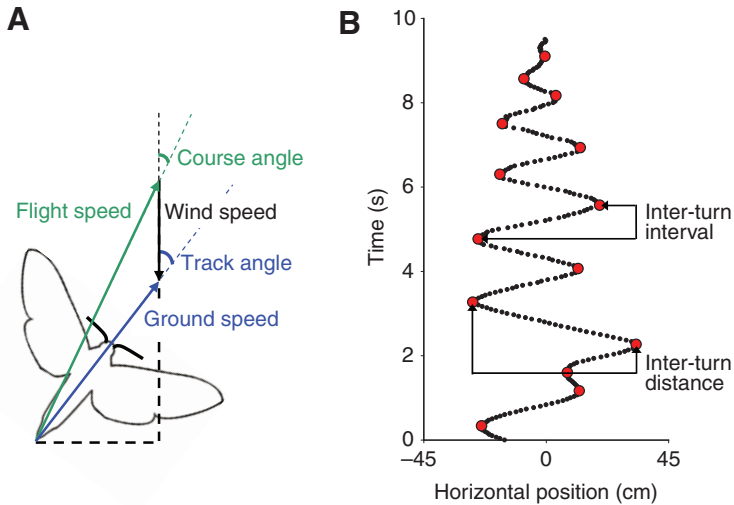 A
Course angle
Flight speed
Wind speed
Track angle
Ground speed
B
10
8
6
4
2
0
Time (s)
Inter-turn
interval
Inter-turn
distance
–45
0
45
Horizontal position (cm)